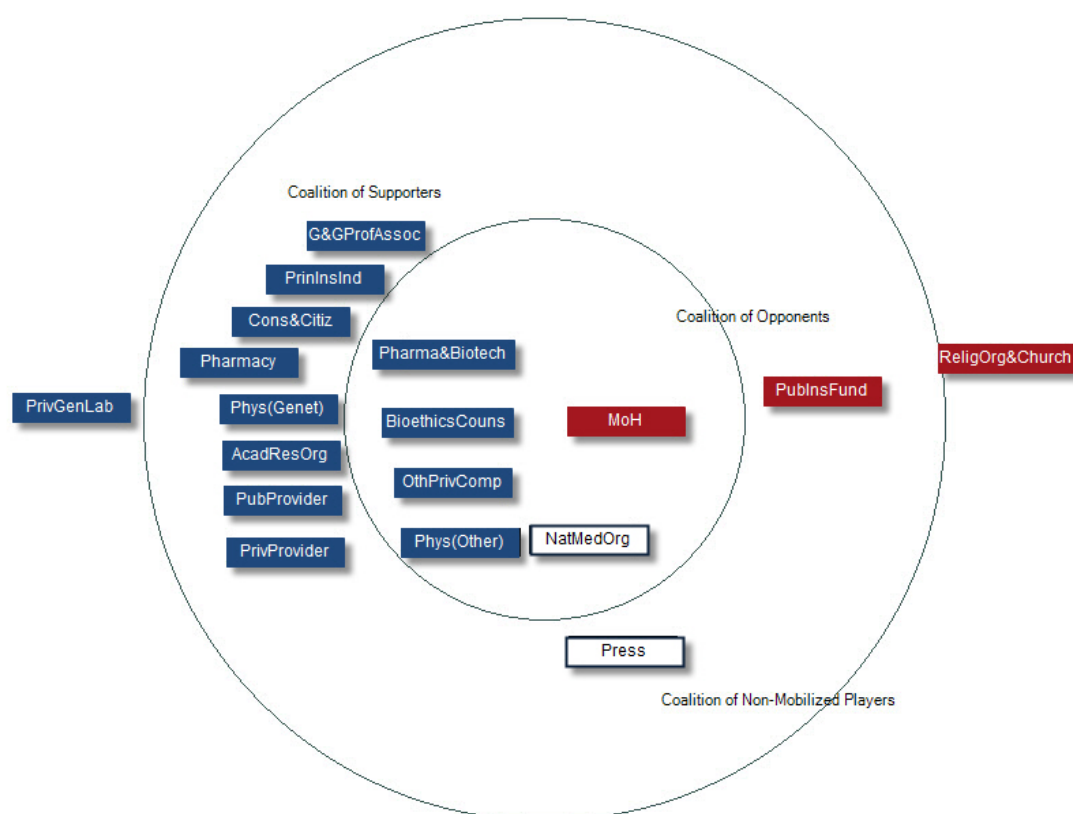 Coalition of Supporters
G&GProfAssoc
PrinInsInd
Cons&Citiz
Pharmacy
PrivGenLab
Phys(Genet)
AcadResOrg
PubProvider
PrivProvider
Pharma&Biotech
BioethicsCouns
OthPrivComp
Phys(Other)
Coalition of Opponents
MoH
PubInsFund
ReligOrg&Church
NatMedOrg
Press
Coalition of Non-Mobilized Players